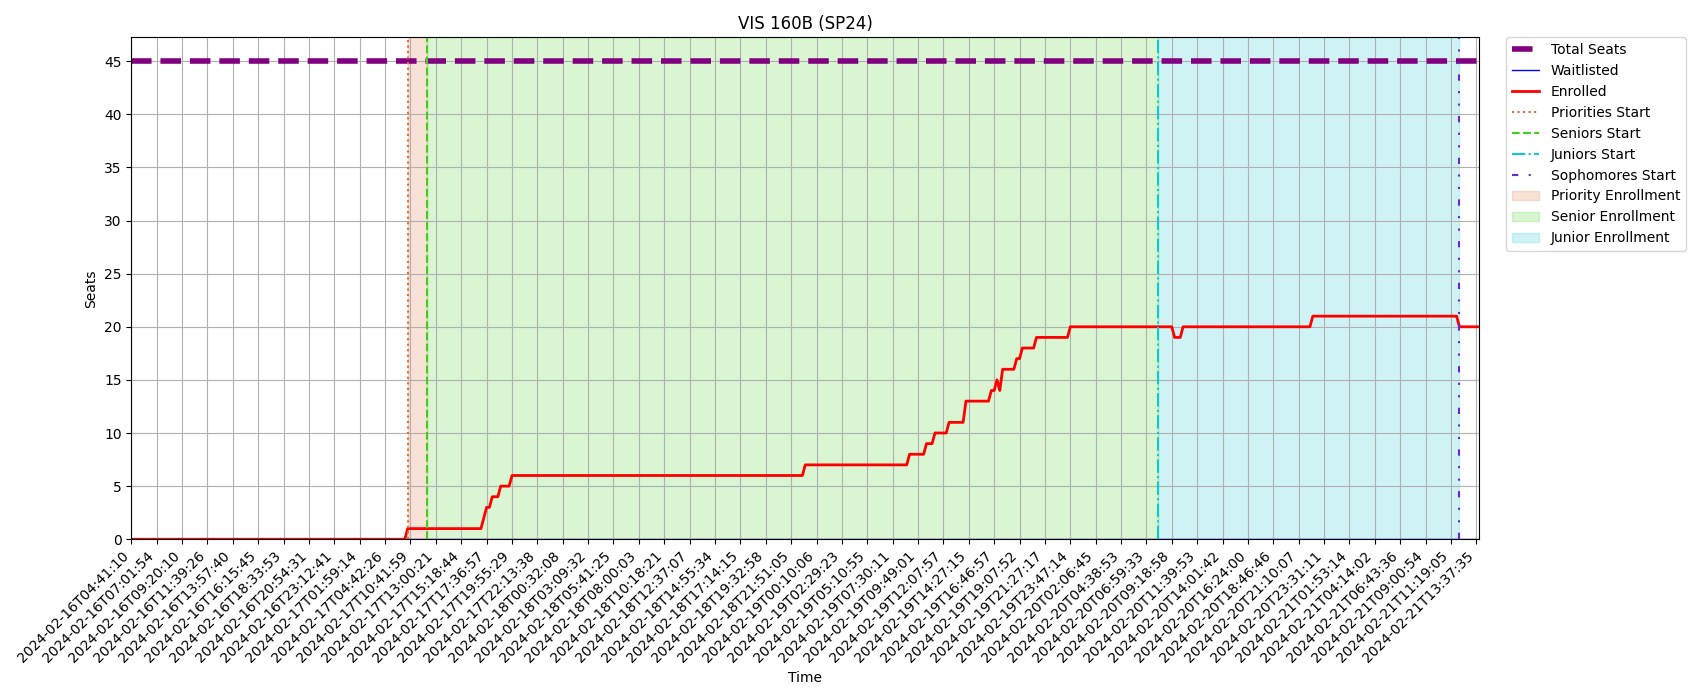 VIS 160B (SP24)
Total Seats
Waitlisted
Enrolled
Priorities Start
Seniors Start
Juniors Start
Sophomores Start
Priority Enrollment
Senior Enrollment
Junior Enrollment
Seats
45
40
35
30
25
20
15
10
5
0
2024-02-16T04:41:10
2024-02-16T07:01:54
2024-02-16T09:20:10
2024-02-16T11:39:26
2024-02-16T13:57:40
2024-02-16T16:15:45
2024-02-16T18:33:53
2024-02-16T20:54:31
2024-02-16T23:12:41
2024-02-17T01:59:14
2024-02-17T04:42:26
2024-02-17T10:41:59
2024-02-17T13:00:21
2024-02-17T15:18:44
2024-02-17T17:36:57
2024-02-17T19:55:29
2024-02-17T22:13:38
2024-02-18T00:32:08
2024-02-18T03:09:32
2024-02-18T05:41:25
2024-02-18T08:00:03
2024-02-18T10:18:21
2024-02-18T12:37:07
2024-02-18T14:55:34
2024-02-18T17:14:15
2024-02-18T19:32:58
2024-02-18T21:51:05
2024-02-19T00:10:06
2024-02-19T02:29:23
2024-02-19T05:10:55
2024-02-19T07:30:11
2024-02-19T09:49:01
2024-02-19T12:07:57
2024-02-19T14:27:15
2024-02-19T16:46:57
2024-02-19T19:07:52
2024-02-19T21:27:17
2024-02-19T23:47:14
2024-02-20T02:06:45
2024-02-20T04:38:53
2024-02-20T06:59:33
2024-02-20T09:18:58
2024-02-20T11:39:53
2024-02-20T14:01:42
2024-02-20T16:24:00
2024-02-20T18:46:46
2024-02-20T21:10:07
2024-02-20T23:31:11
2024-02-21T01:53:14
2024-02-21T04:14:02
2024-02-21T06:43:36
2024-02-21T09:00:54
2024-02-21T11:19:05
2024-02-21T13:37:35
Time